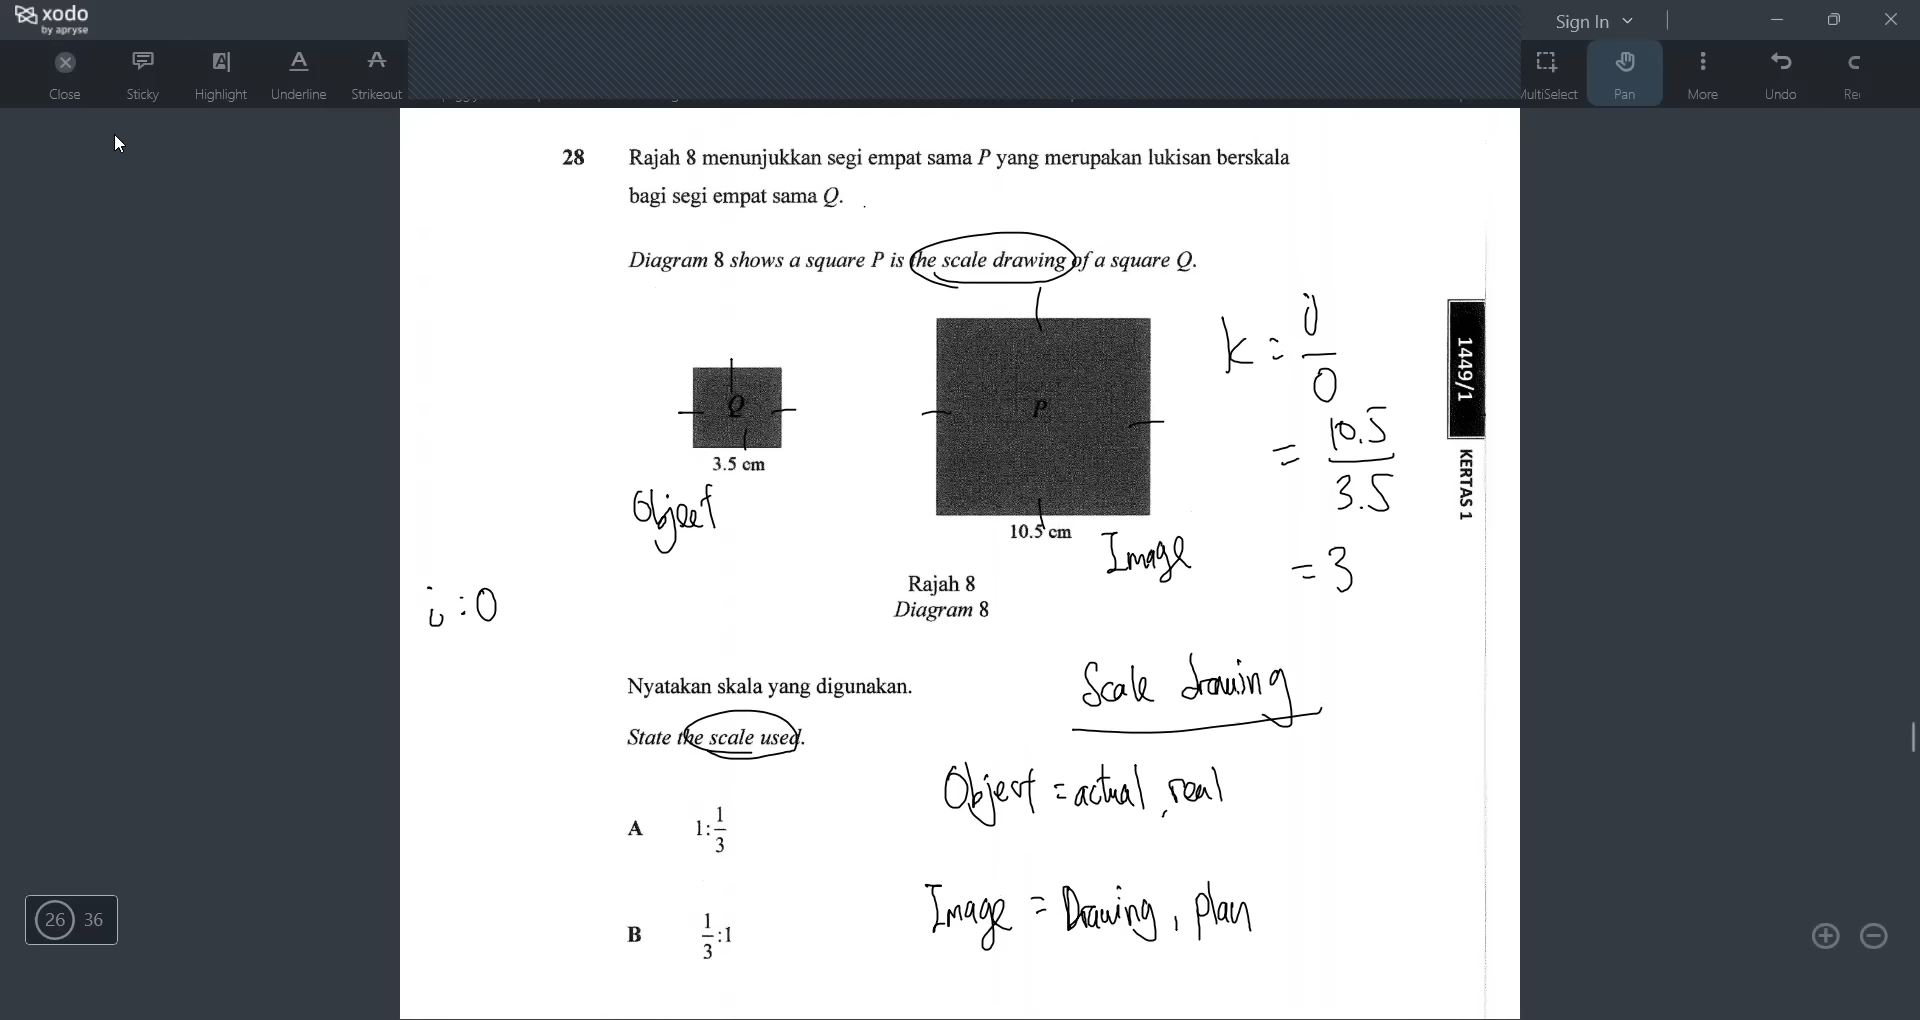 xodo
by apryse
Sign In
Close
Sticky
Highlight
Underline
Strikeout
MultiSelect
Pan
More
Undo
28 Rajah 8 menunjukkan segi empat sama P yang merupakan lukisan berskala
bagi segi empat sama Q.
Diagram 8 shows a square P is the scale drawing of a square Q.
k = i/o
Q
P
3.5 cm
= 10.5/3.5
Object
10.5 cm
Image
= 3
1449/1
KERTAS 1
i : o
Rajah 8
Diagram 8
Nyatakan skala yang digunakan.
Scale drawing
State the scale used.
Object = actual, real
A 1:1/3
Image = Drawing, plan
B 1/3:1
26 36